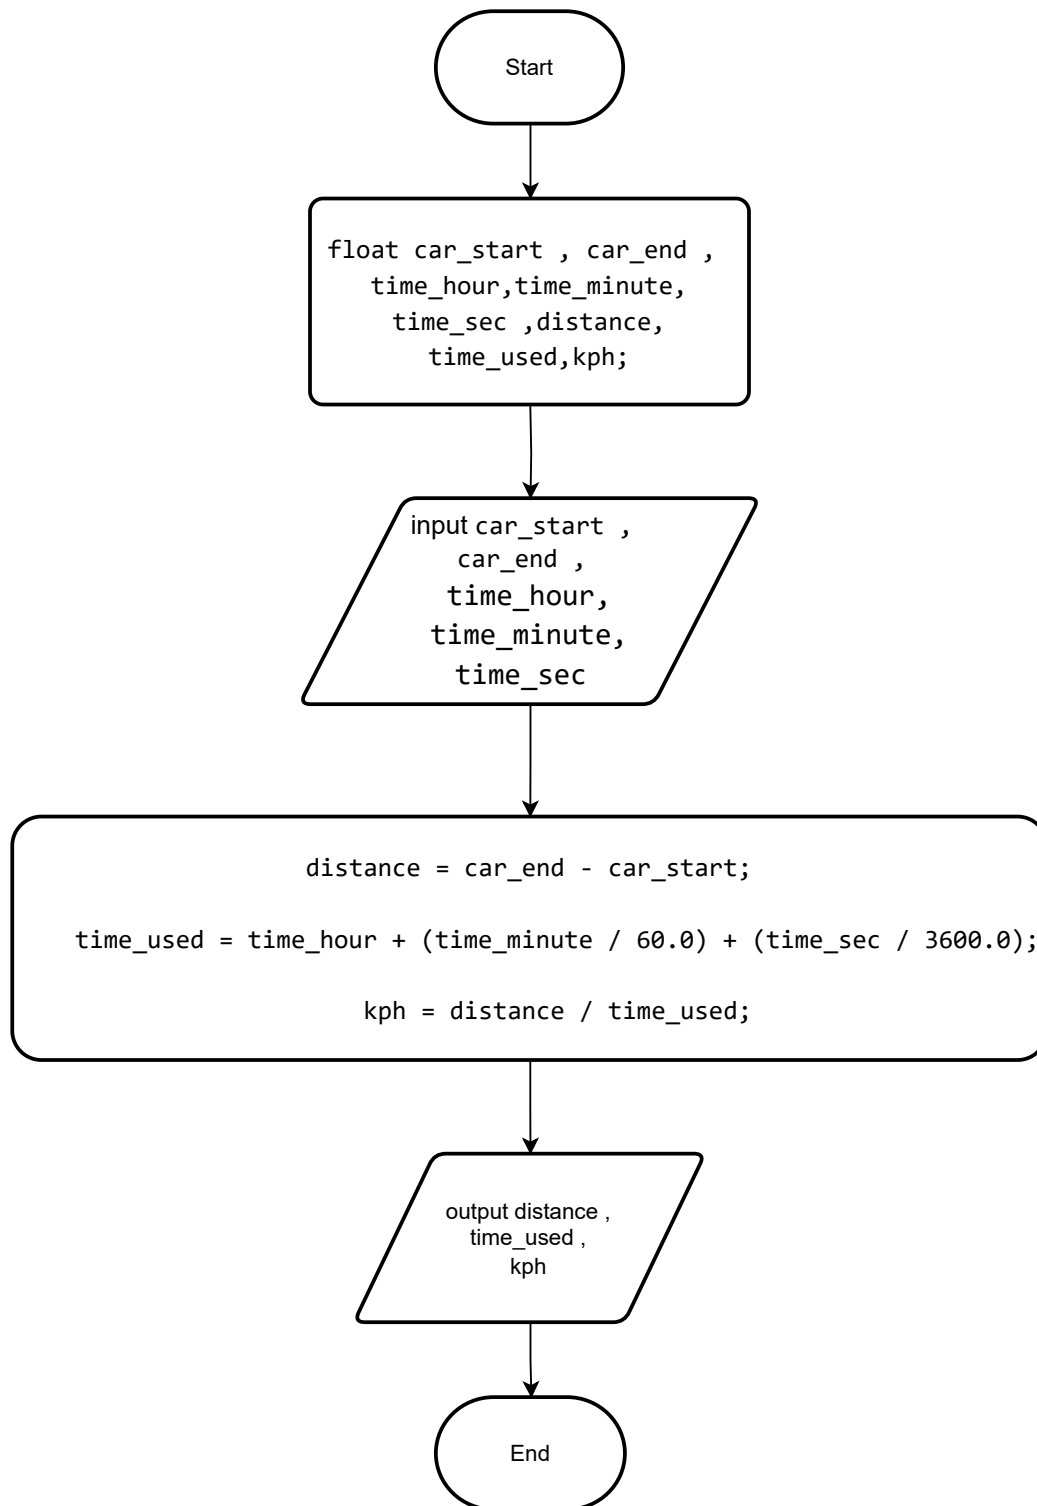 Start
float car_start , car_end ,
time_hour,time_minute,
time_sec ,distance,
time_used,kph;
input car_start ,
car_end ,
time_hour,
time_minute,
time_sec
distance = car_end - car_start;
time_used = time_hour + (time_minute / 60.0) + (time_sec / 3600.0);
kph = distance / time_used;
output distance ,
time_used ,
kph
End